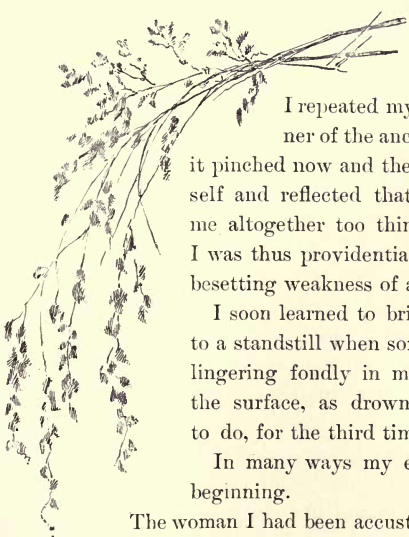 I repeated my
ner of the anc
it pinched now and the
self and reflected that
me altogether too thin
I was thus providentia
besetting weakness of a
I soon learned to bri
to a standstill when so
lingering fondly in m
the surface, as drown
to do, for the third tim
In many ways my e
beginning.
The woman I had been accust